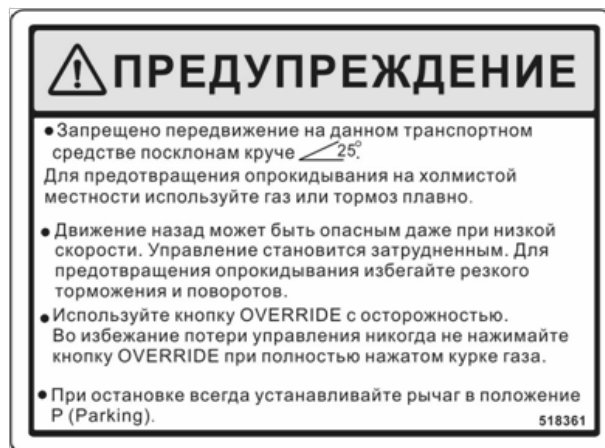 ПРЕДУПРЕЖДЕНИЕ
• Запрещено передвижение на данном транспортном
средстве посклонам круче 25°.
Для предотвращения опрокидывания на холмистой
местности используйте газ или тормоз плавно.
• Движение назад может быть опасным даже при низкой
скорости. Управление становится затрудненным. Для
предотвращения опрокидывания избегайте резкого
торможения и поворотов.
• Используйте кнопку OVERRIDE с осторожностью.
Во избежание потери управления никогда не нажимайте
кнопку OVERRIDE при полностью нажатом курке газа.
• При остановке всегда устанавливайте рычаг в положение
P (Parking).
518361